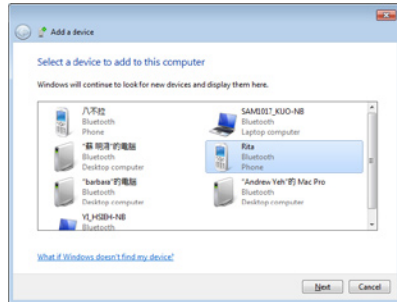 Add a device
Select a device to add to this computer
Windows will continue to look for new devices and display them here.
八不拉
Bluetooth
Phone
SAM1017_KUO-NB
Bluetooth
Laptop computer
的電腦
Bluetooth
Desktop computer
Rita
Bluetooth
Phone
"barbara"的電腦
Bluetooth
Desktop computer
"Andrew Yeh"的 Mac Pro
Bluetooth
Desktop computer
YI_HSIEH-NB
Bluetooth
What if Windows doesn't find my device?
Next
Cancel